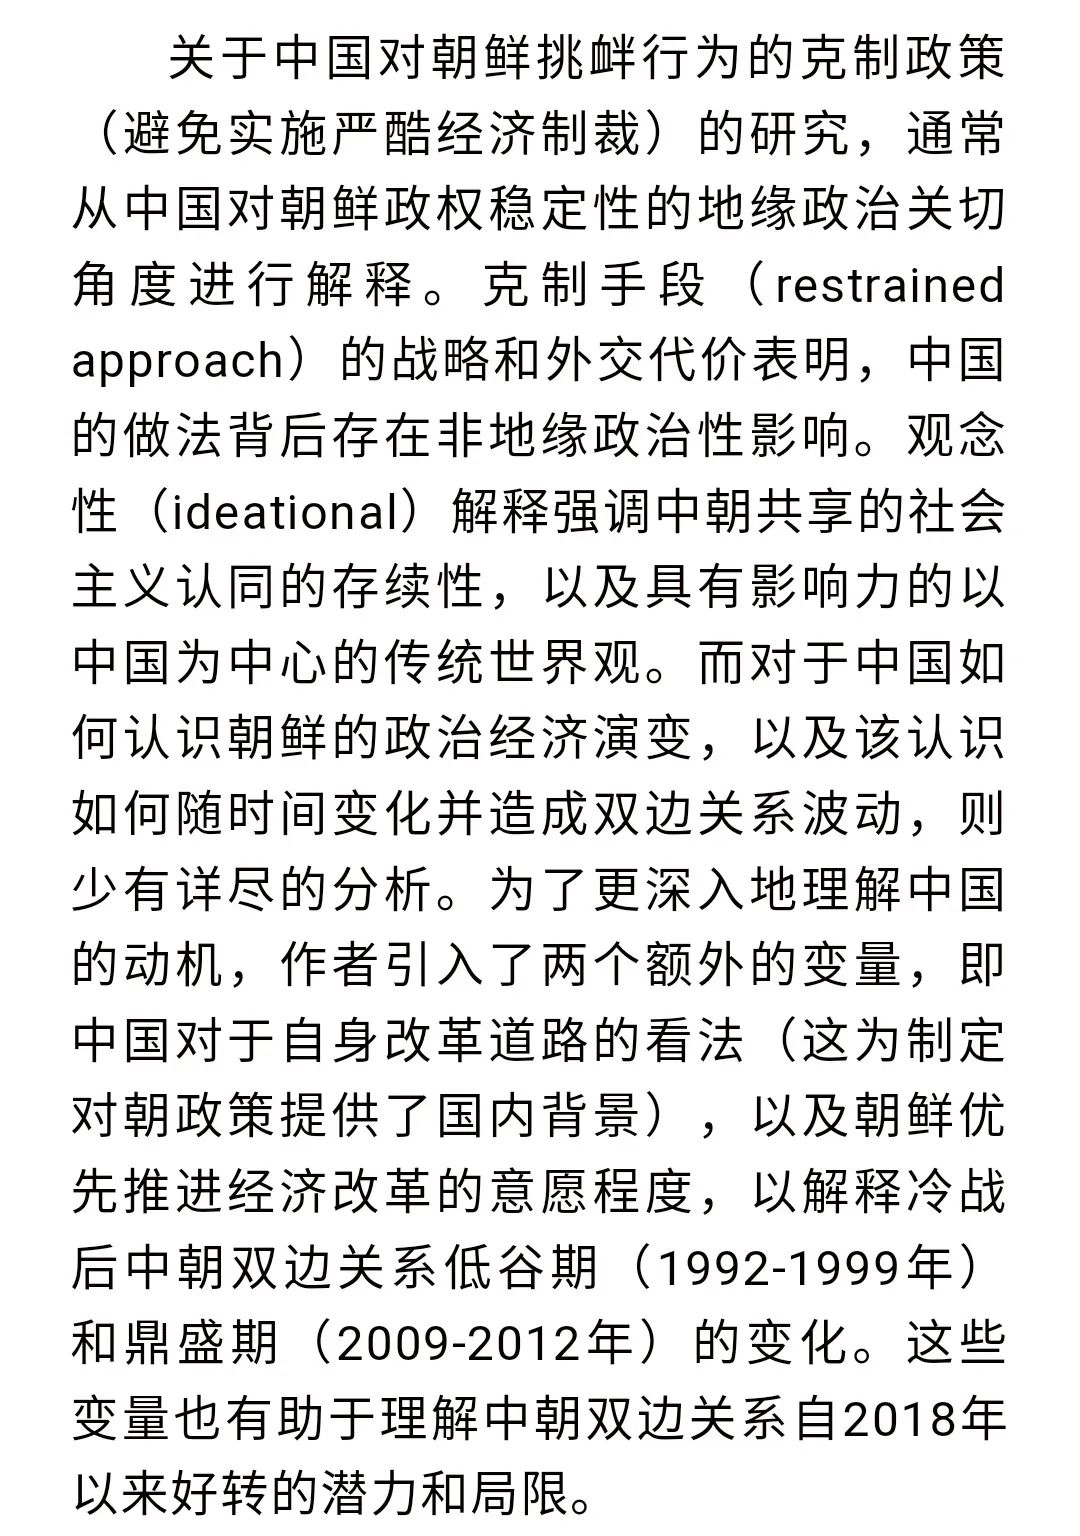 关于中国对朝鲜挑衅行为的克制政策
（避免实施严酷经济制裁）的研究，通常
从中国对朝鲜政权稳定性的地缘政治关切
角度进行解释。克制手段（restrained
approach）的战略和外交代价表明，中国
的做法背后存在非地缘政治性影响。观念
性（ideational）解释强调中朝共享的社会
主义认同的存续性，以及具有影响力的以
中国为中心的传统世界观。而对于中国如
何认识朝鲜的政治经济演变，以及该认识
如何随时间变化并造成双边关系波动，则
少有详尽的分析。为了更深入地理解中国
的动机，作者引入了两个额外的变量，即
中国对于自身改革道路的看法（这为制定
对朝政策提供了国内背景），以及朝鲜优
先推进经济改革的意愿程度，以解释冷战
后中朝双边关系低谷期（1992-1999年）
和鼎盛期（2009-2012年）的变化。这些
变量也有助于理解中朝双边关系自2018年
以来好转的潜力和局限。